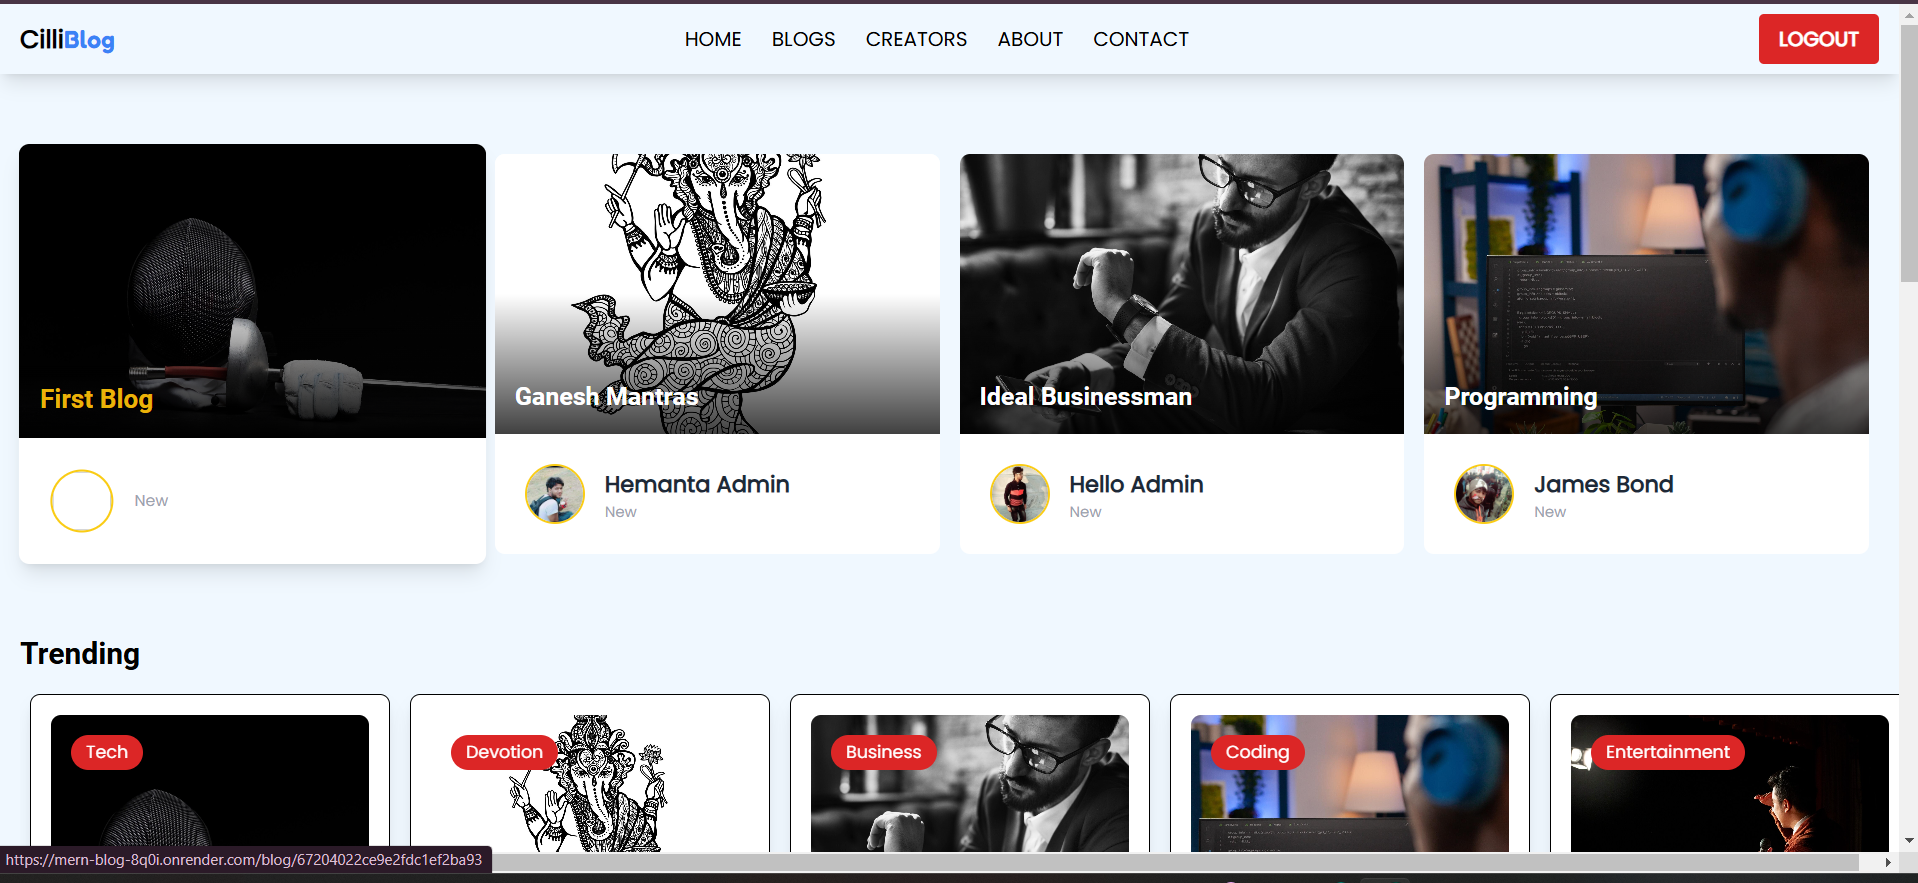 CilliBlog
HOME BLOGS CREATORS ABOUT CONTACT
LOGOUT
First Blog
Ganesh Mantras
Ideal Businessman
Programming
New
Hemanta Admin
New
Hello Admin
New
James Bond
New
Trending
Tech
Devotion
Business
Coding
Entertainment
https://mern-blog-8q0i.onrender.com/blog/67204022ce9e2fdc1ef2ba93